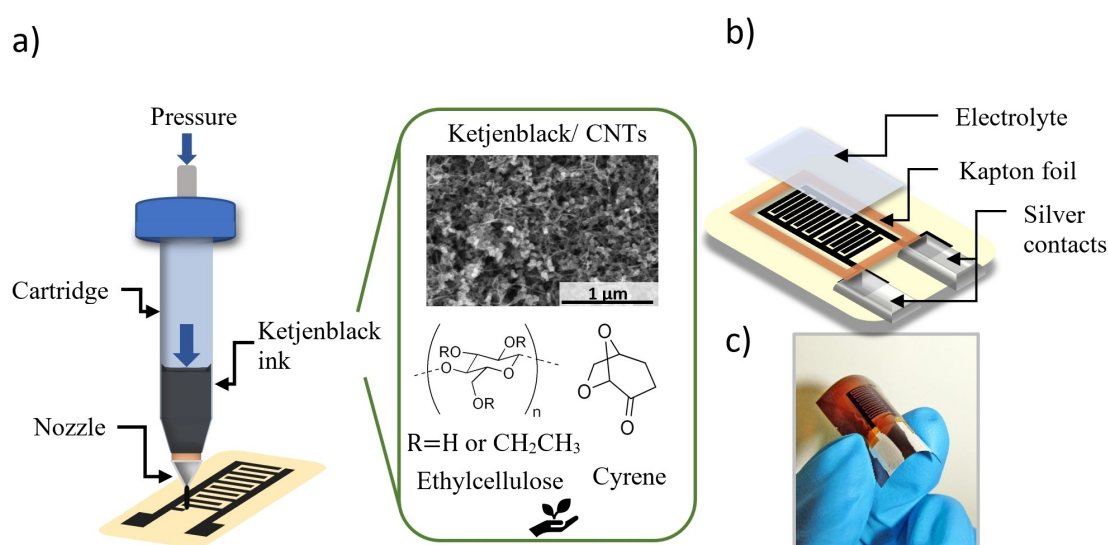 a)
Pressure
Cartridge
Ketjenblack
ink
Nozzle
Ketjenblack/ CNTs
1 µm
RO
OR
O
O
O
OR
n
O
O
O
R=H or CH₂CH₃
Ethylcellulose
Cyrene
b)
Electrolyte
Kapton foil
Silver
contacts
c)